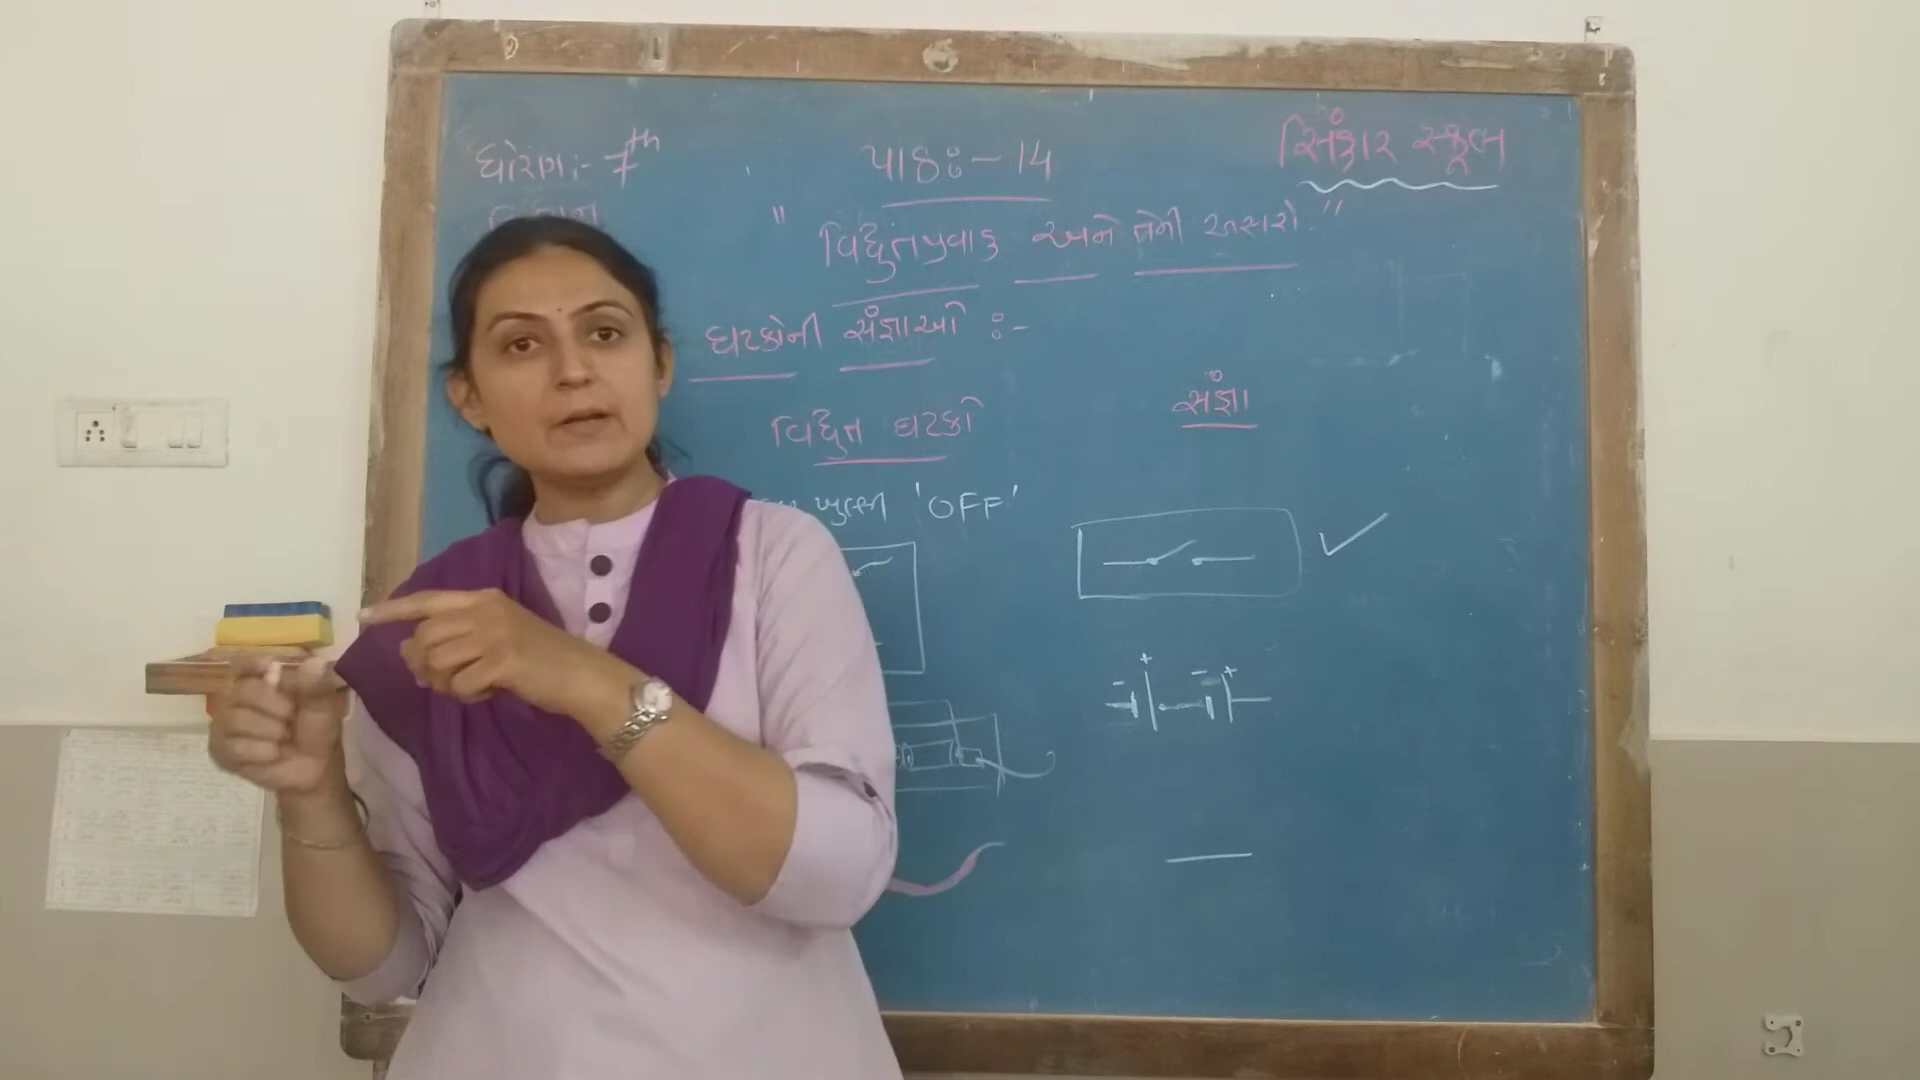 ધોરણ:- 7th
પાઠઃ- 14
સિંકાર સ્કૂલ
" વિદ્યુતપ્રવાહ અને તેની અસરો "
ઘટકોની સંજ્ઞાઓ :-
વિદ્યુત ઘટકો
સંજ્ઞા
ખુલ્લી 'OFF'
- + - +